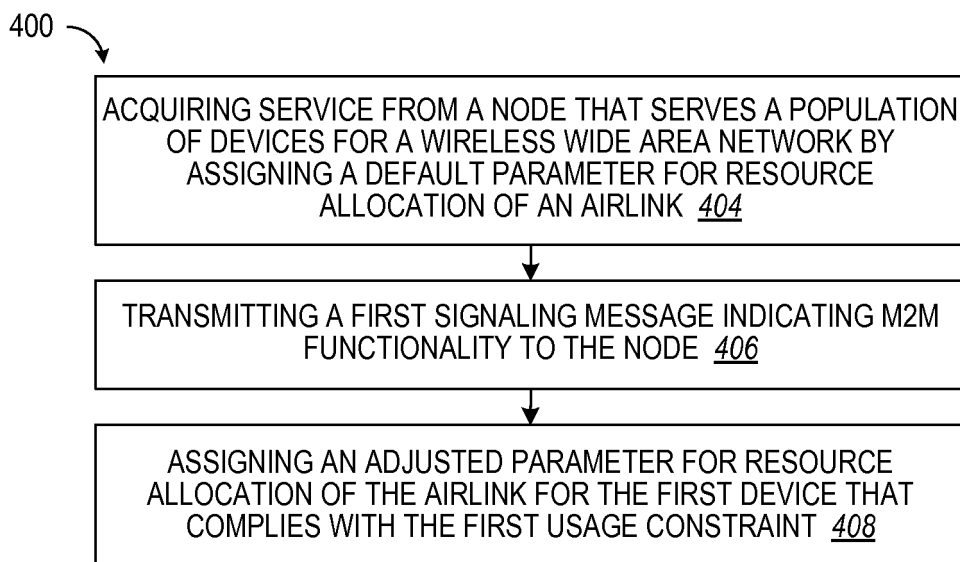 400
ACQUIRING SERVICE FROM A NODE THAT SERVES A POPULATION
OF DEVICES FOR A WIRELESS WIDE AREA NETWORK BY
ASSIGNING A DEFAULT PARAMETER FOR RESOURCE
ALLOCATION OF AN AIRLINK 404
TRANSMITTING A FIRST SIGNALING MESSAGE INDICATING M2M
FUNCTIONALITY TO THE NODE 406
ASSIGNING AN ADJUSTED PARAMETER FOR RESOURCE
ALLOCATION OF THE AIRLINK FOR THE FIRST DEVICE THAT
COMPLIES WITH THE FIRST USAGE CONSTRAINT 408